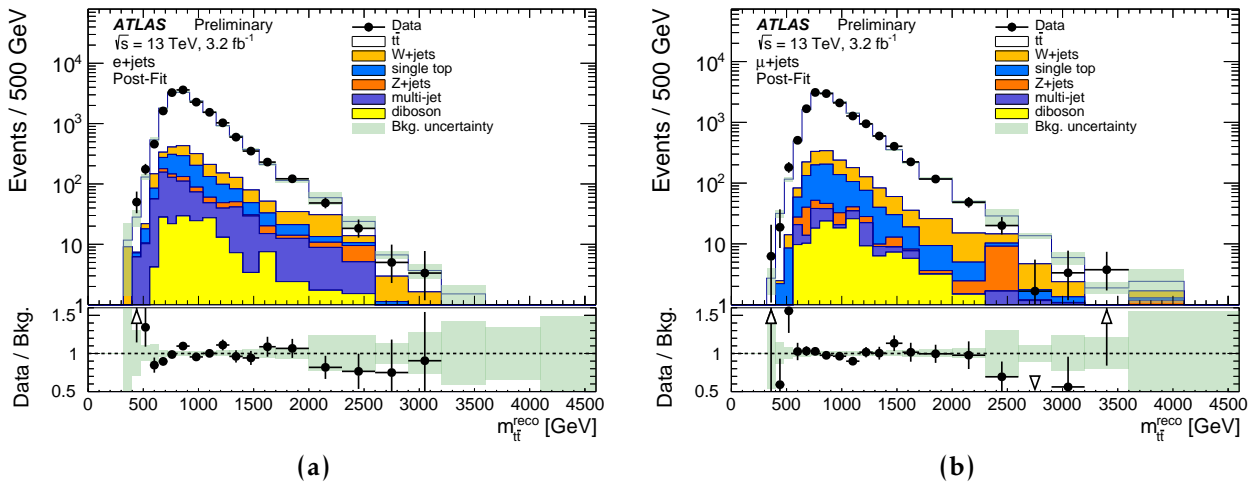 ATLAS Preliminary
√s = 13 TeV, 3.2 fb⁻¹
e+jets
Post-Fit
Data
tt̄
W+jets
single top
Z+jets
multi-jet
diboson
Bkg. uncertainty
Events / 500 GeV
10⁴
10³
10²
10
1
Data / Bkg.
1.5
1
0.5
0 500 1000 1500 2000 2500 3000 3500 4000 4500
m_tt̄^reco [GeV]
(a)
ATLAS Preliminary
√s = 13 TeV, 3.2 fb⁻¹
μ+jets
Post-Fit
Data
tt̄
W+jets
single top
Z+jets
multi-jet
diboson
Bkg. uncertainty
Events / 500 GeV
10⁴
10³
10²
10
1
Data / Bkg.
1.5
1
0.5
0 500 1000 1500 2000 2500 3000 3500 4000 4500
m_tt̄^reco [GeV]
(b)